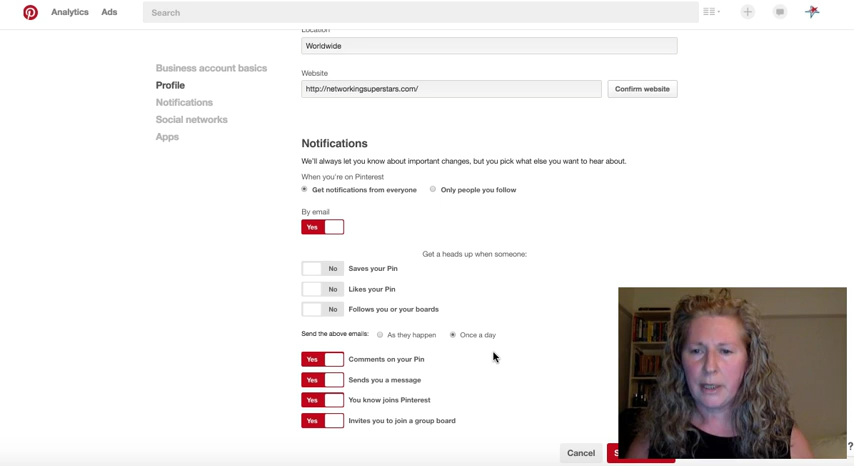 Analytics Ads Search
Location
Worldwide
Business account basics
Profile
Notifications
Social networks
Apps
Website
http://networkingsuperstars.com/ Confirm website
Notifications
We'll always let you know about important changes, but you pick what else you want to hear about.
When you're on Pinterest
Get notifications from everyone Only people you follow
By email
Yes
Get a heads up when someone:
No Saves your Pin
No Likes your Pin
No Follows you or your boards
Send the above emails: As they happen Once a day
Yes Comments on your Pin
Yes Sends you a message
Yes You know joins Pinterest
Yes Invites you to join a group board
Cancel S
?